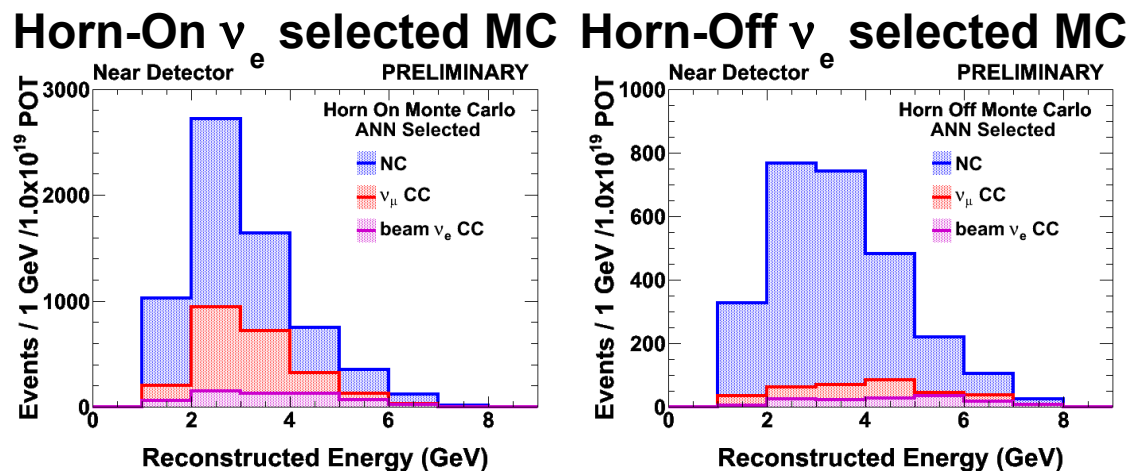 Horn-On νe selected MC
Near Detector PRELIMINARY
Events / 1 GeV /1.0x10¹⁹ POT
3000
2000
1000
0
Horn On Monte Carlo
ANN Selected
NC
νμ CC
beam νe CC
0 2 4 6 8
Reconstructed Energy (GeV)
Horn-Off νe selected MC
Near Detector PRELIMINARY
Events / 1 GeV /1.0x10¹⁹ POT
1000
800
600
400
200
0
Horn Off Monte Carlo
ANN Selected
NC
νμ CC
beam νe CC
0 2 4 6 8
Reconstructed Energy (GeV)